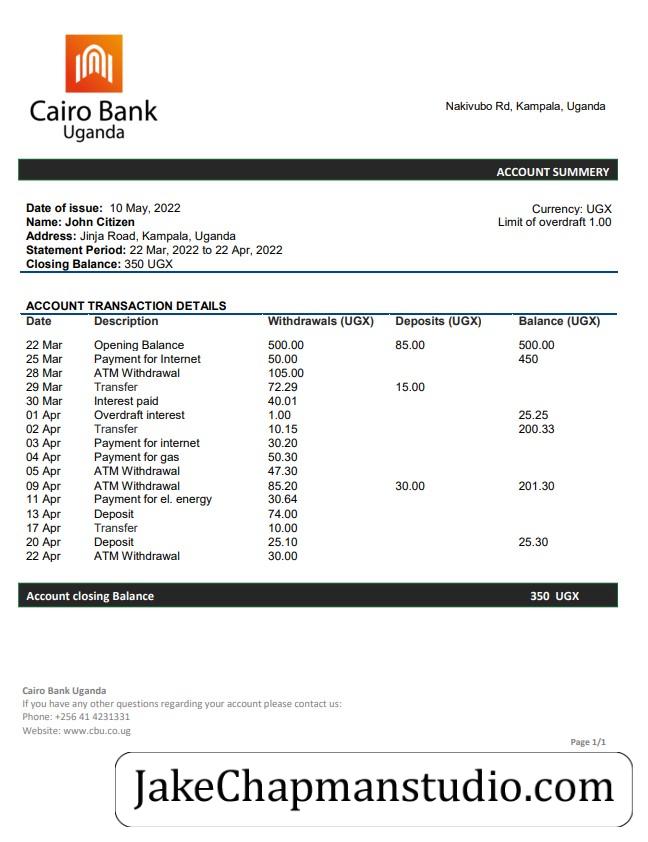 Cairo Bank
Uganda
Nakivubo Rd, Kampala, Uganda
ACCOUNT SUMMERY
Date of issue: 10 May, 2022
Currency: UGX
Name: John Citizen
Limit of overdraft 1.00
Address: Jinja Road, Kampala, Uganda
Statement Period: 22 Mar, 2022 to 22 Apr, 2022
Closing Balance: 350 UGX
ACCOUNT TRANSACTION DETAILS
Date Description Withdrawals (UGX) Deposits (UGX) Balance (UGX)
22 Mar Opening Balance 500.00 85.00 500.00
25 Mar Payment for Internet 50.00 450
28 Mar ATM Withdrawal 105.00
29 Mar Transfer 72.29 15.00
30 Mar Interest paid 40.01
01 Apr Overdraft interest 1.00 25.25
02 Apr Transfer 10.15 200.33
03 Apr Payment for internet 30.20
04 Apr Payment for gas 50.30
05 Apr ATM Withdrawal 47.30
09 Apr ATM Withdrawal 85.20 30.00 201.30
11 Apr Payment for el. energy 30.64
13 Apr Deposit 74.00
17 Apr Transfer 10.00
20 Apr Deposit 25.10 25.30
22 Apr ATM Withdrawal 30.00
Account closing Balance 350 UGX
Cairo Bank Uganda
If you have any other questions regarding your account please contact us:
Phone: +256 41 4231331
Website: www.cbu.co.ug
Page 1/1
JakeChapmanstudio.com